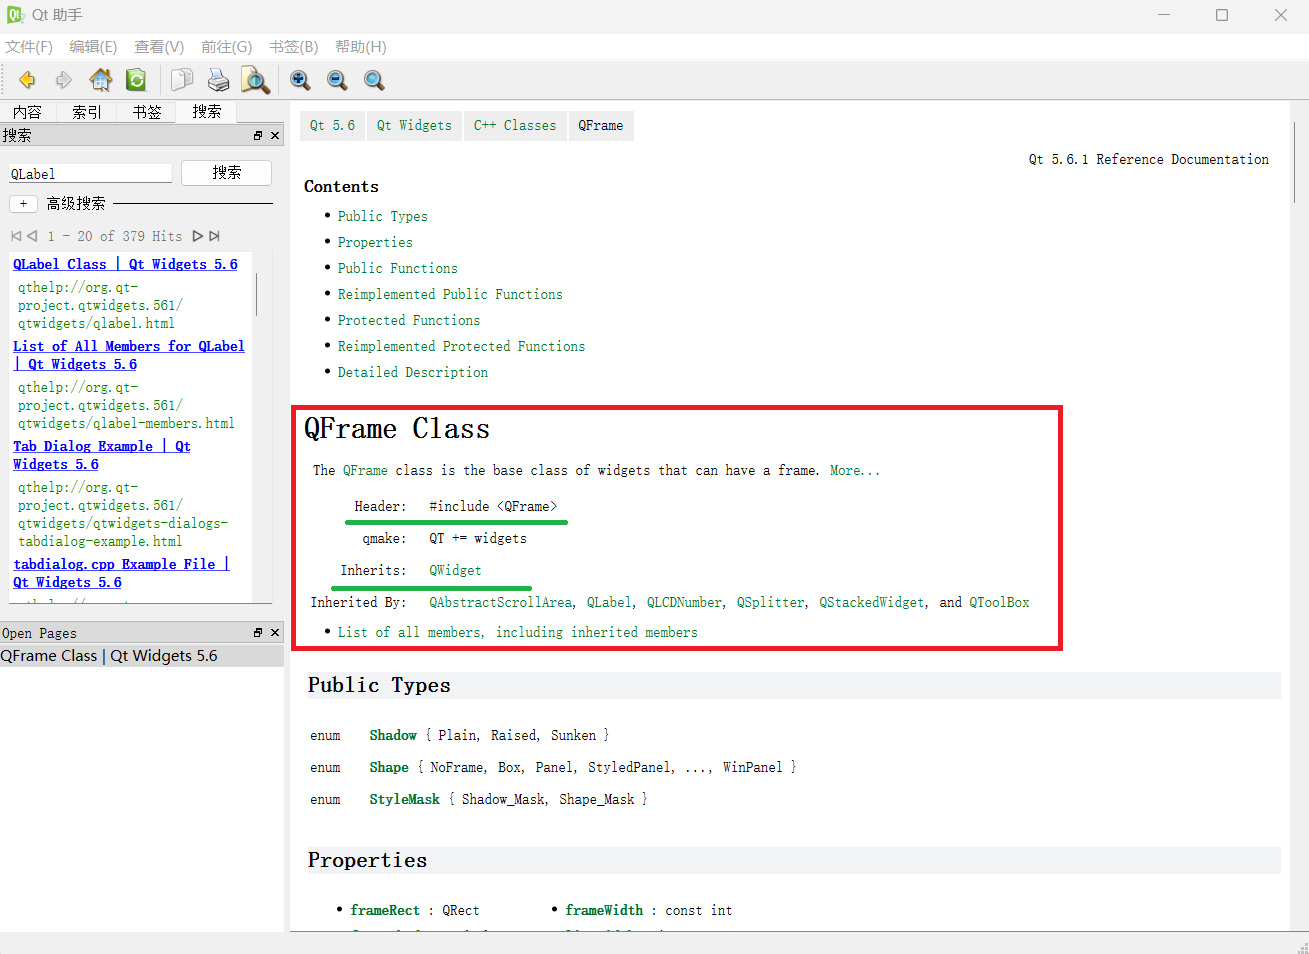 Qt 助手
文件(F) 编辑(E) 查看(V) 前往(G) 书签(B) 帮助(H)
内容 索引 书签 搜索
搜索
QLabel 搜索
+ 高级搜索
1 - 20 of 379 Hits
QLabel Class | Qt Widgets 5.6
qthelp://org.qt-
project.qtwidgets.561/
qtwidgets/qlabel.html
List of All Members for QLabel
| Qt Widgets 5.6
qthelp://org.qt-
project.qtwidgets.561/
qtwidgets/qlabel-members.html
Tab Dialog Example | Qt
Widgets 5.6
qthelp://org.qt-
project.qtwidgets.561/
qtwidgets/qtwidgets-dialogs-
tabdialog-example.html
tabdialog.cpp Example File |
Qt Widgets 5.6
Open Pages
QFrame Class | Qt Widgets 5.6
Qt 5.6 Qt Widgets C++ Classes QFrame
Qt 5.6.1 Reference Documentation
Contents
• Public Types
• Properties
• Public Functions
• Reimplemented Public Functions
• Protected Functions
• Reimplemented Protected Functions
• Detailed Description
QFrame Class
The QFrame class is the base class of widgets that can have a frame. More...
Header: #include <QFrame>
qmake: QT += widgets
Inherits: QWidget
Inherited By: QAbstractScrollArea, QLabel, QLCDNumber, QSplitter, QStackedWidget, and QToolBox
• List of all members, including inherited members
Public Types
enum Shadow { Plain, Raised, Sunken }
enum Shape { NoFrame, Box, Panel, StyledPanel, ..., WinPanel }
enum StyleMask { Shadow_Mask, Shape_Mask }
Properties
• frameRect : QRect • frameWidth : const int